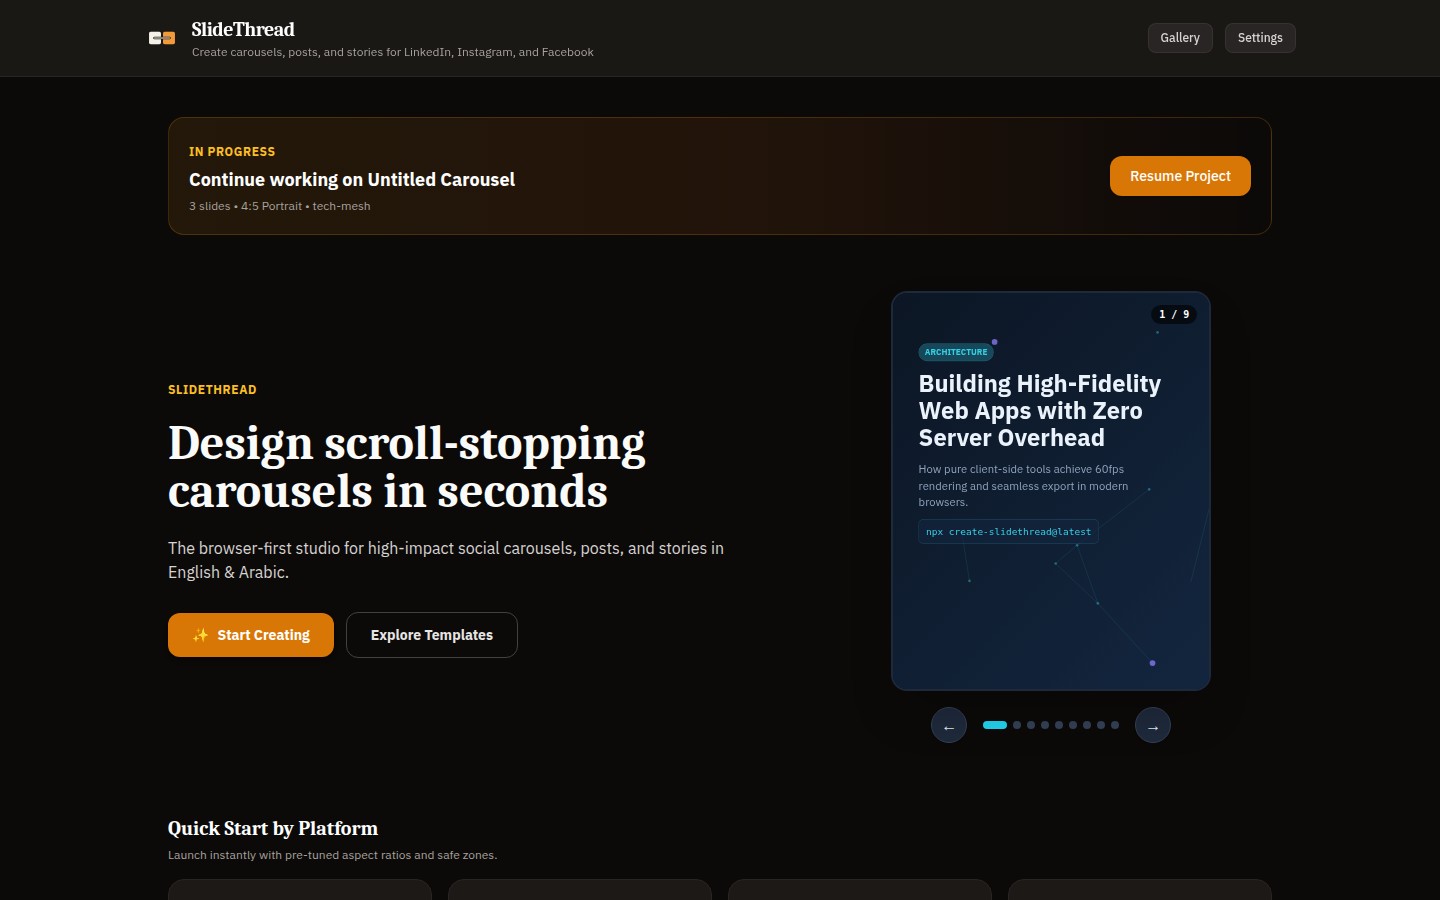 SlideThread
Create carousels, posts, and stories for LinkedIn, Instagram, and Facebook
Gallery
Settings
IN PROGRESS
Continue working on Untitled Carousel
3 slides • 4:5 Portrait • tech-mesh
Resume Project
SLIDETHREAD
Design scroll-stopping
carousels in seconds
The browser-first studio for high-impact social carousels, posts, and stories in
English & Arabic.
✨ Start Creating
Explore Templates
1 / 9
ARCHITECTURE
Building High-Fidelity
Web Apps with Zero
Server Overhead
How pure client-side tools achieve 60fps
rendering and seamless export in modern
browsers.
npx create-slidethread@latest
← →
Quick Start by Platform
Launch instantly with pre-tuned aspect ratios and safe zones.